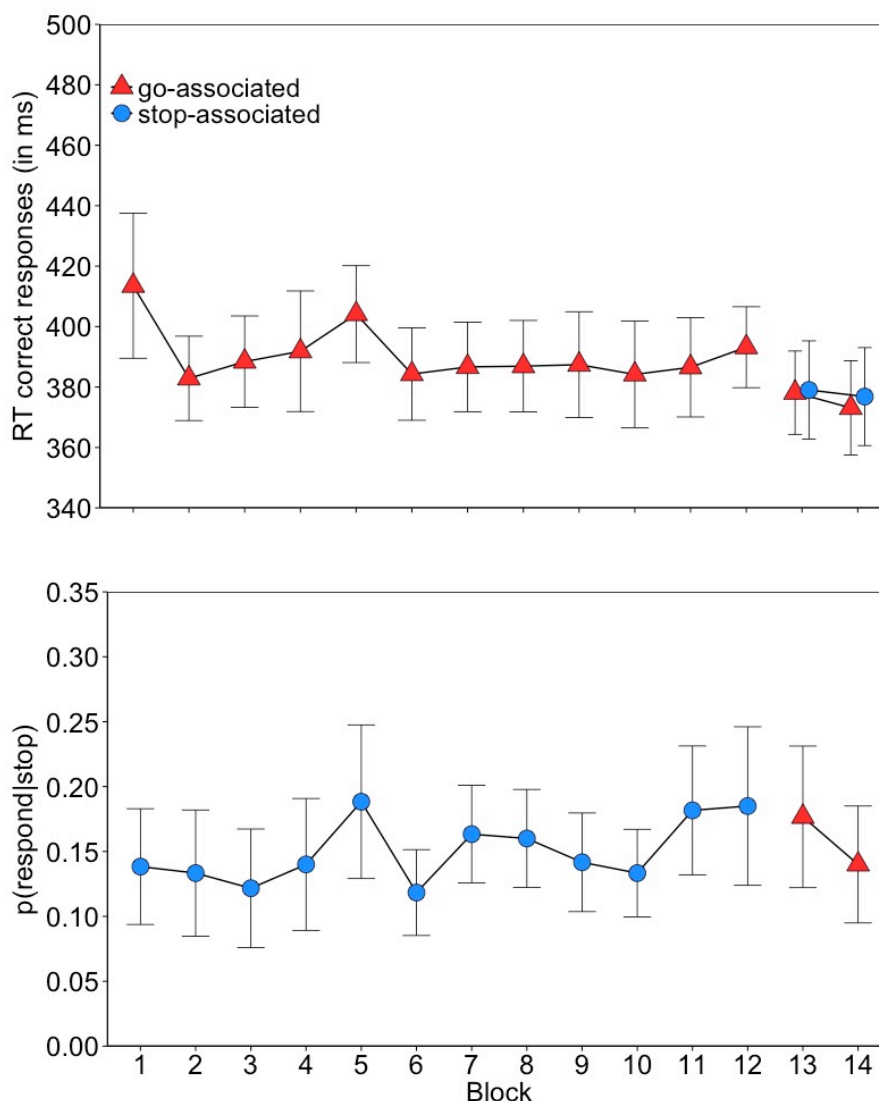 RT correct responses (in ms)
500
480
460
440
420
400
380
360
340
go-associated
stop-associated
p(respond|stop)
0.35
0.30
0.25
0.20
0.15
0.10
0.05
0.00
1 2 3 4 5 6 7 8 9 10 11 12 13 14
Block